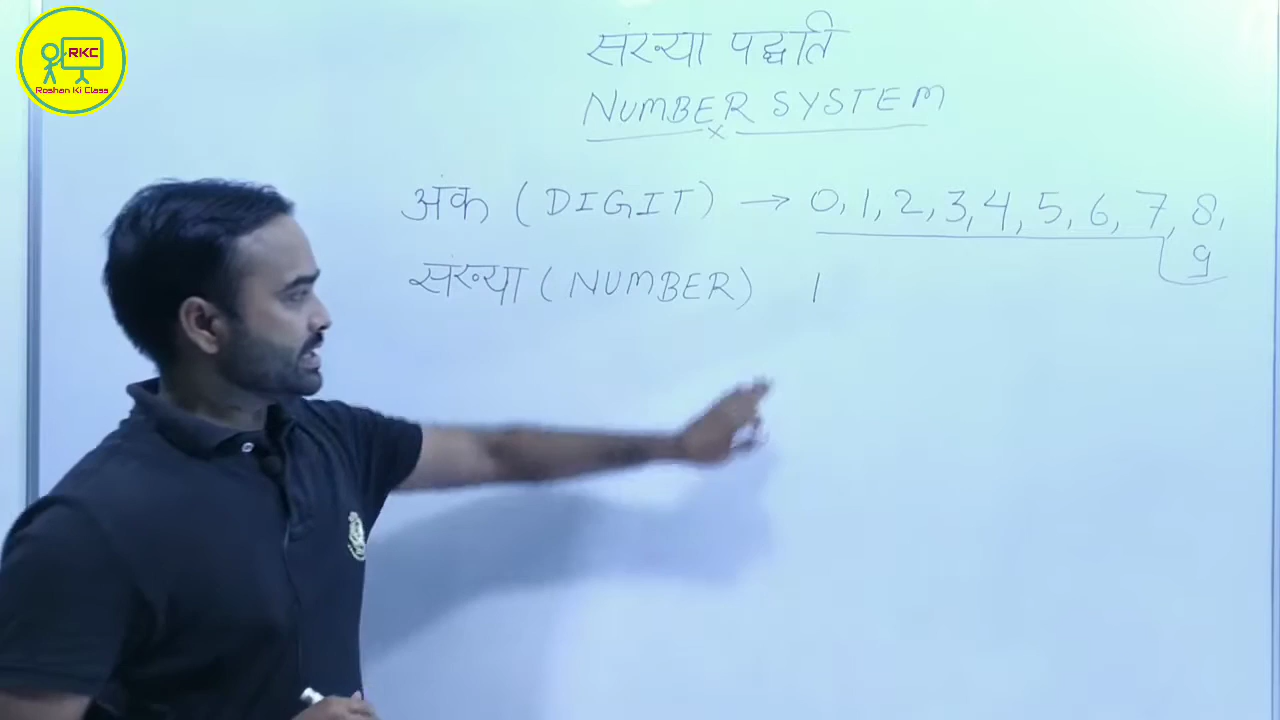 RKC
Roshan Ki Class
संख्या पद्धति
NUMBER SYSTEM
x
अंक (DIGIT) → 0, 1, 2, 3, 4, 5, 6, 7, 8,
9
संख्या (NUMBER) 1